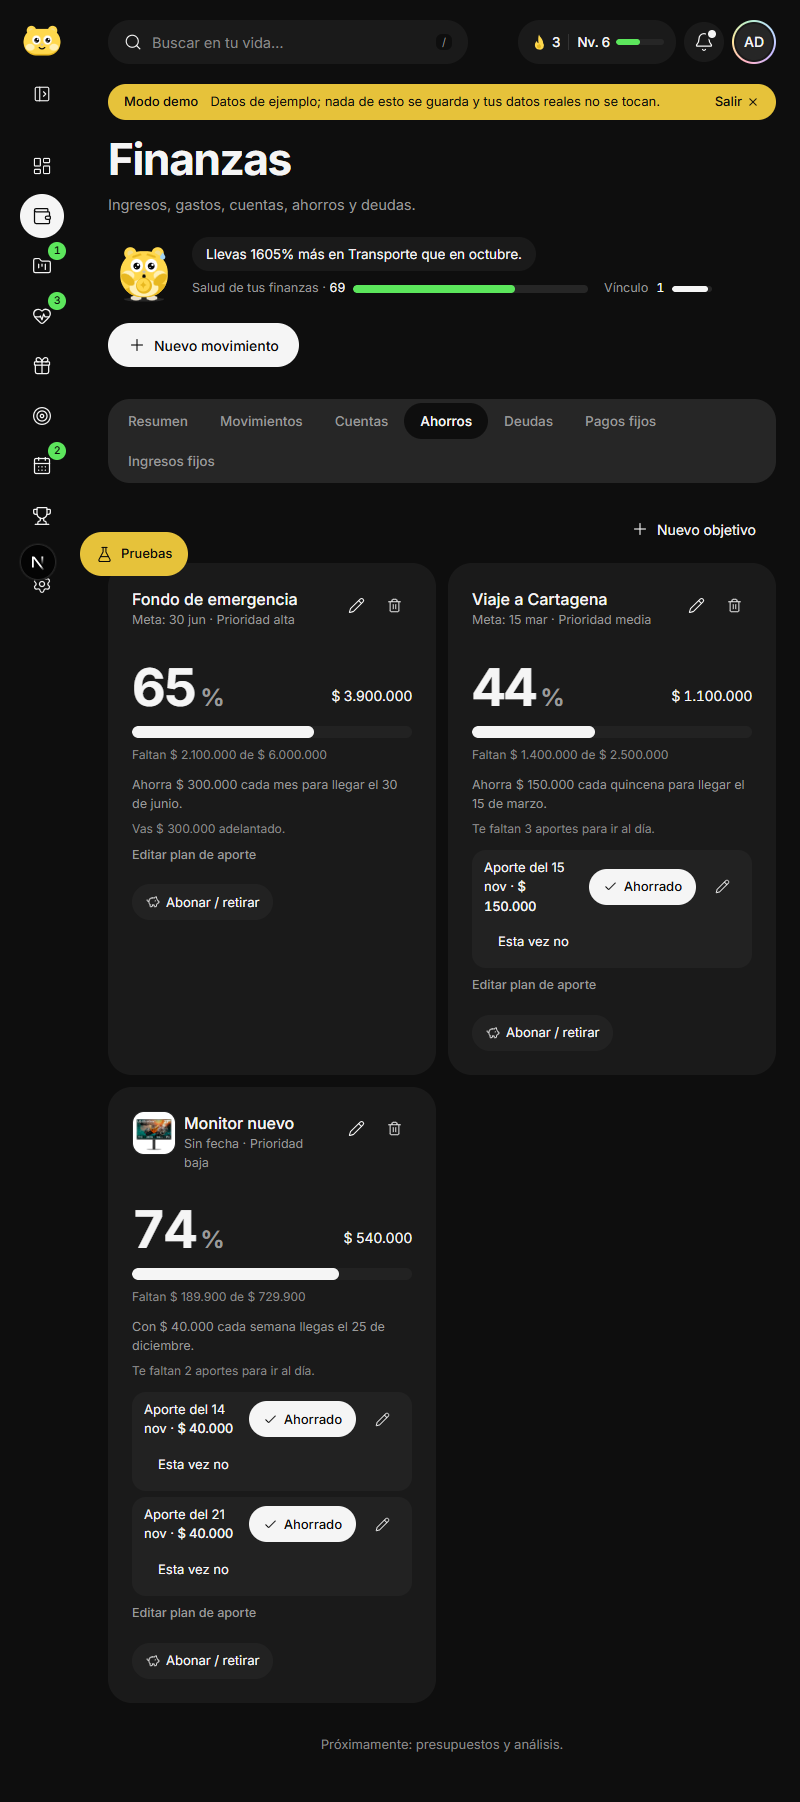 Buscar en tu vida...
/
3
Nv. 6
AD
Modo demo Datos de ejemplo; nada de esto se guarda y tus datos reales no se tocan. Salir
Finanzas
Ingresos, gastos, cuentas, ahorros y deudas.
1
3
2
N
Llevas 1605% más en Transporte que en octubre.
Salud de tus finanzas · 69
Vínculo 1
Nuevo movimiento
Resumen
Movimientos
Cuentas
Ahorros
Deudas
Pagos fijos
Ingresos fijos
Nuevo objetivo
Pruebas
Fondo de emergencia
Meta: 30 jun · Prioridad alta
65 %
$ 3.900.000
Faltan $ 2.100.000 de $ 6.000.000
Ahorra $ 300.000 cada mes para llegar el 30
de junio.
Vas $ 300.000 adelantado.
Editar plan de aporte
Abonar / retirar
Viaje a Cartagena
Meta: 15 mar · Prioridad media
44 %
$ 1.100.000
Faltan $ 1.400.000 de $ 2.500.000
Ahorra $ 150.000 cada quincena para llegar el
15 de marzo.
Te faltan 3 aportes para ir al día.
Aporte del 15
nov · $
150.000
Ahorrado
Esta vez no
Editar plan de aporte
Abonar / retirar
Monitor nuevo
Sin fecha · Prioridad
baja
74 %
$ 540.000
Faltan $ 189.900 de $ 729.900
Con $ 40.000 cada semana llegas el 25 de
diciembre.
Te faltan 2 aportes para ir al día.
Aporte del 14
nov · $ 40.000
Ahorrado
Esta vez no
Aporte del 21
nov · $ 40.000
Ahorrado
Esta vez no
Editar plan de aporte
Abonar / retirar
Próximamente: presupuestos y análisis.